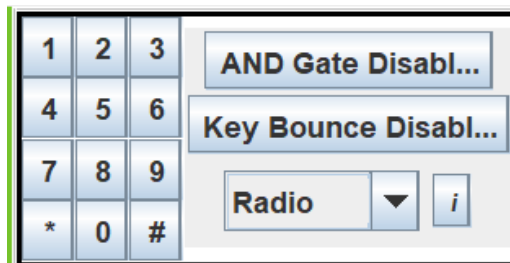 1 2 3
4 5 6
7 8 9
* 0 #
AND Gate Disabl...
Key Bounce Disabl...
Radio
i